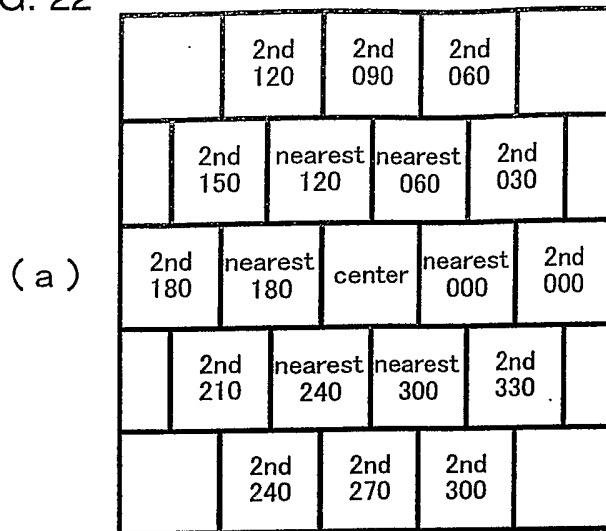 G. 22
2nd 2nd 2nd
120 090 060
2nd nearest nearest 2nd
150 120 060 030
(a)
2nd nearest center nearest 2nd
180 180 000 000
2nd nearest nearest 2nd
210 240 300 330
2nd 2nd 2nd
240 270 300